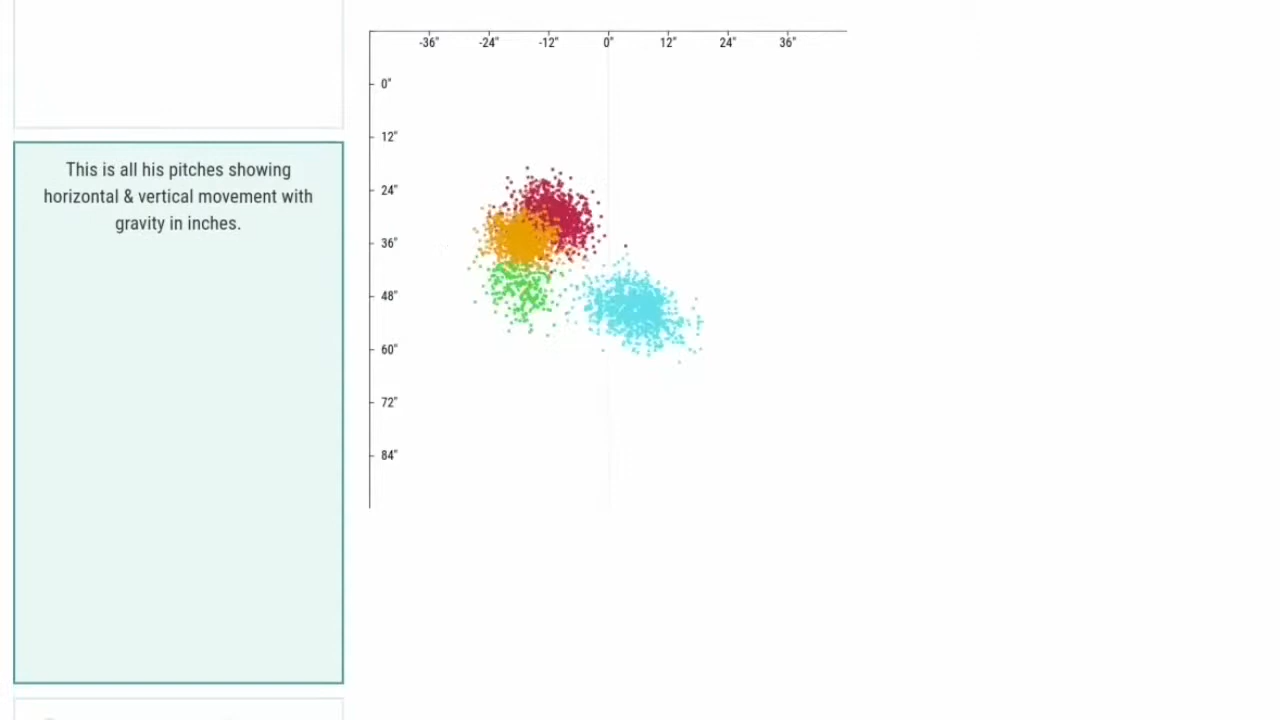 -36" -24" -12" 0" 12" 24" 36"
0"
12"
24"
36"
48"
60"
72"
84"
This is all his pitches showing
horizontal & vertical movement with
gravity in inches.